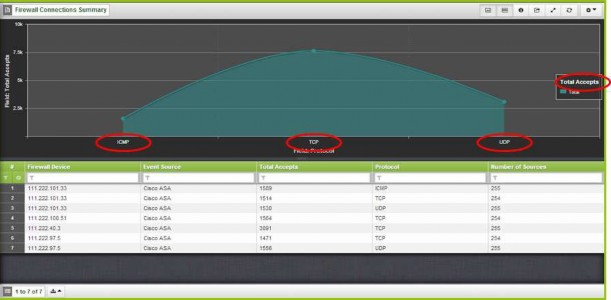 Firewall Connections Summary
10k
7.5k
5k
2.5k
Field: Total Accepts
Total Accepts
Total
ICMP
TCP
UDP
Field: Protocol
# Firewall Device Event Source Total Accepts Protocol Number of Sources
1 111.222.101.33 Cisco ASA 1589 ICMP 255
2 111.222.101.33 Cisco ASA 1514 TCP 254
3 111.222.101.33 Cisco ASA 1538 UDP 255
4 111.222.108.51 Cisco ASA 1564 TCP 254
5 111.222.40.3 Cisco ASA 3091 TCP 255
6 111.222.97.5 Cisco ASA 1471 TCP 254
7 111.222.97.5 Cisco ASA 1556 UDP 255
1 to 7 of 7